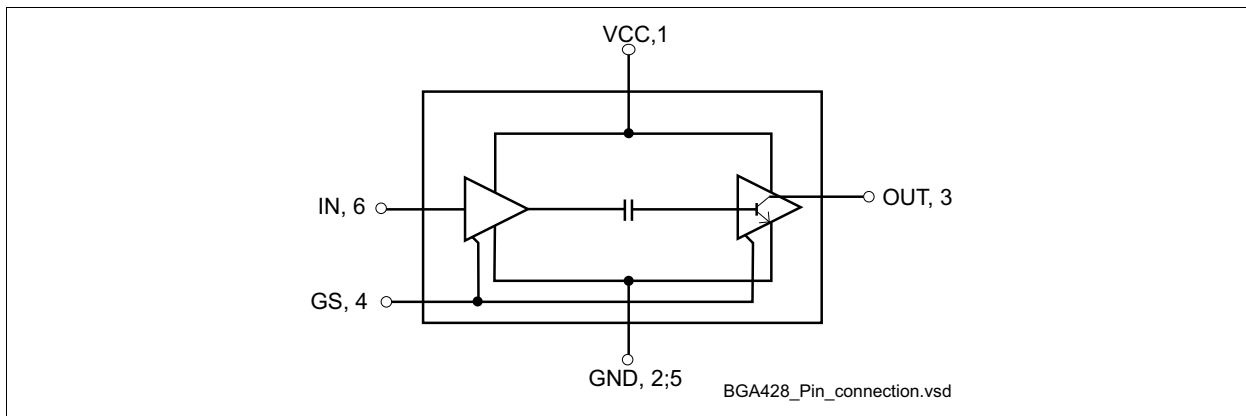 VCC,1
IN, 6
OUT, 3
GS, 4
GND, 2;5
BGA428_Pin_connection.vsd